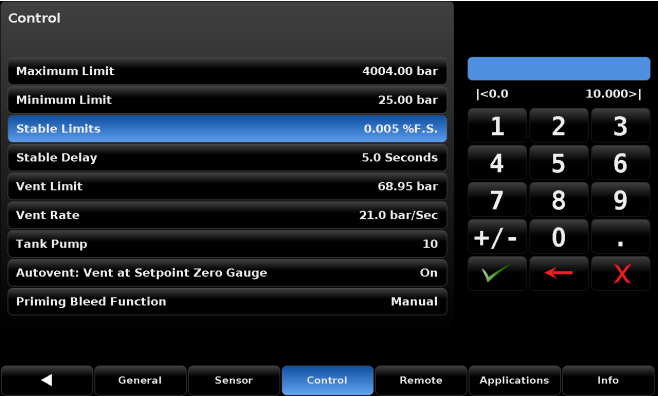 Control
Maximum Limit 4004.00 bar
Minimum Limit 25.00 bar
Stable Limits 0.005 %F.S.
Stable Delay 5.0 Seconds
Vent Limit 68.95 bar
Vent Rate 21.0 bar/Sec
Tank Pump 10
Autovent: Vent at Setpoint Zero Gauge On
Priming Bleed Function Manual
|<0.0 10.000>|
1 2 3
4 5 6
7 8 9
+/- 0 .
X
General Sensor Control Remote Applications Info